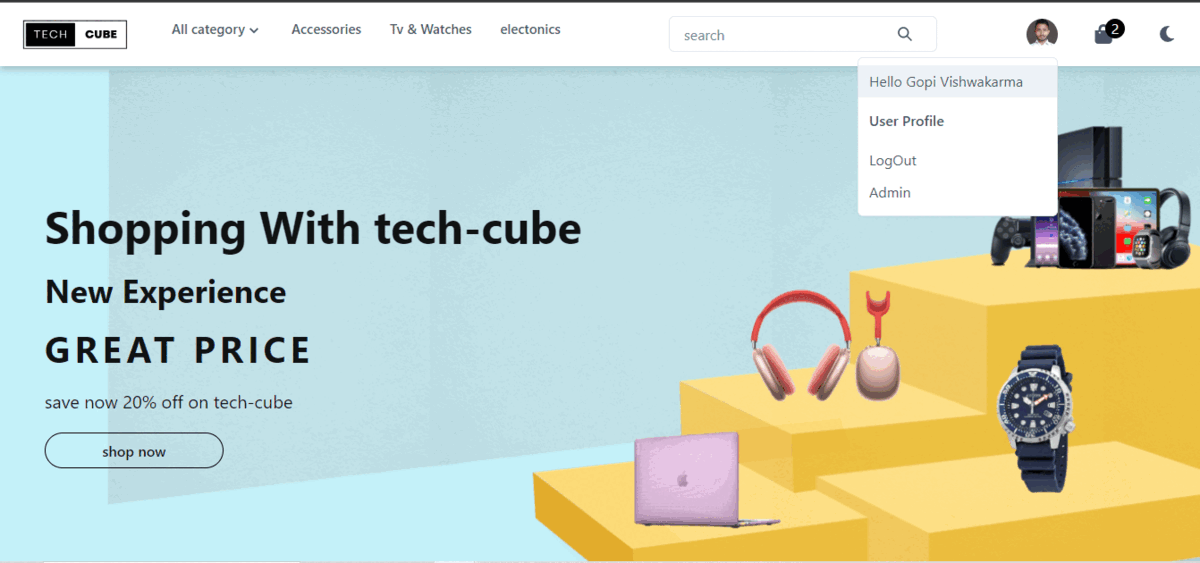 TECH CUBE
All category
Accessories
Tv & Watches
electonics
search
2
Hello Gopi Vishwakarma
User Profile
LogOut
Admin
Shopping With tech-cube
New Experience
GREAT PRICE
save now 20% off on tech-cube
shop now